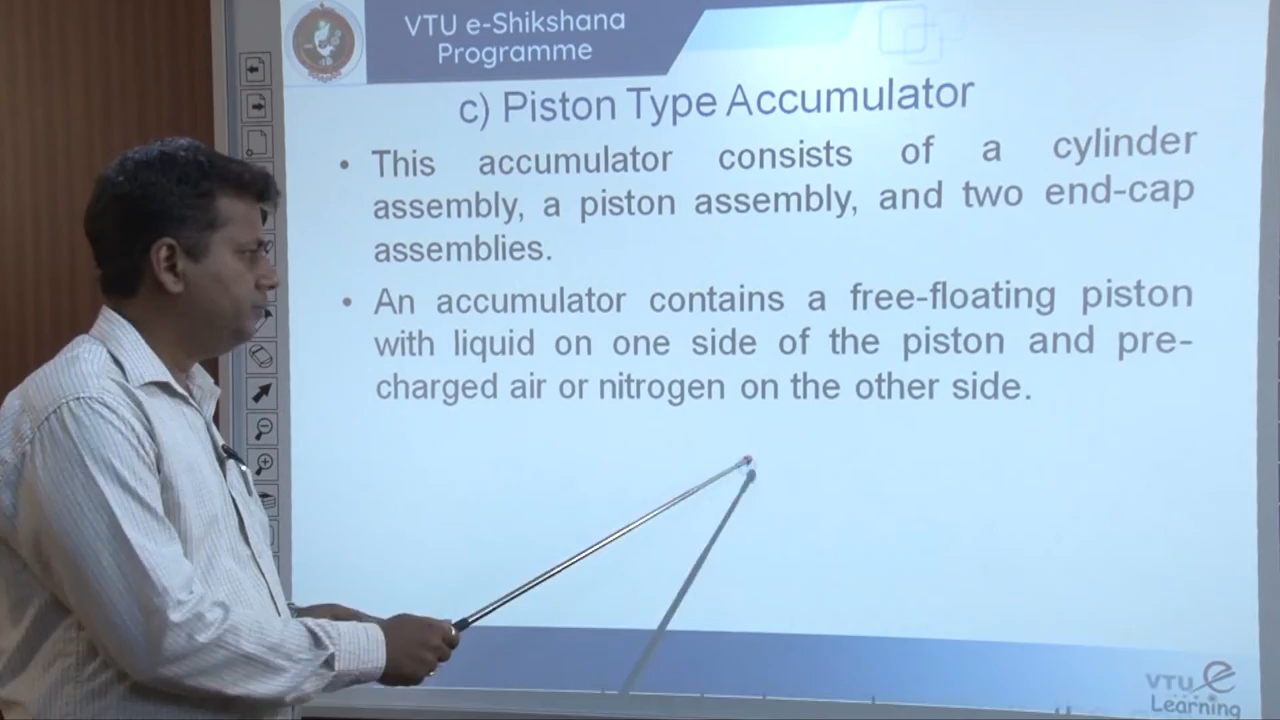 VTU e-Shikshana
Programme
c) Piston Type Accumulator
• This accumulator consists of a cylinder
assembly, a piston assembly, and two end-cap
assemblies.
• An accumulator contains a free-floating piston
with liquid on one side of the piston and pre-
charged air or nitrogen on the other side.
VTU e
Learning